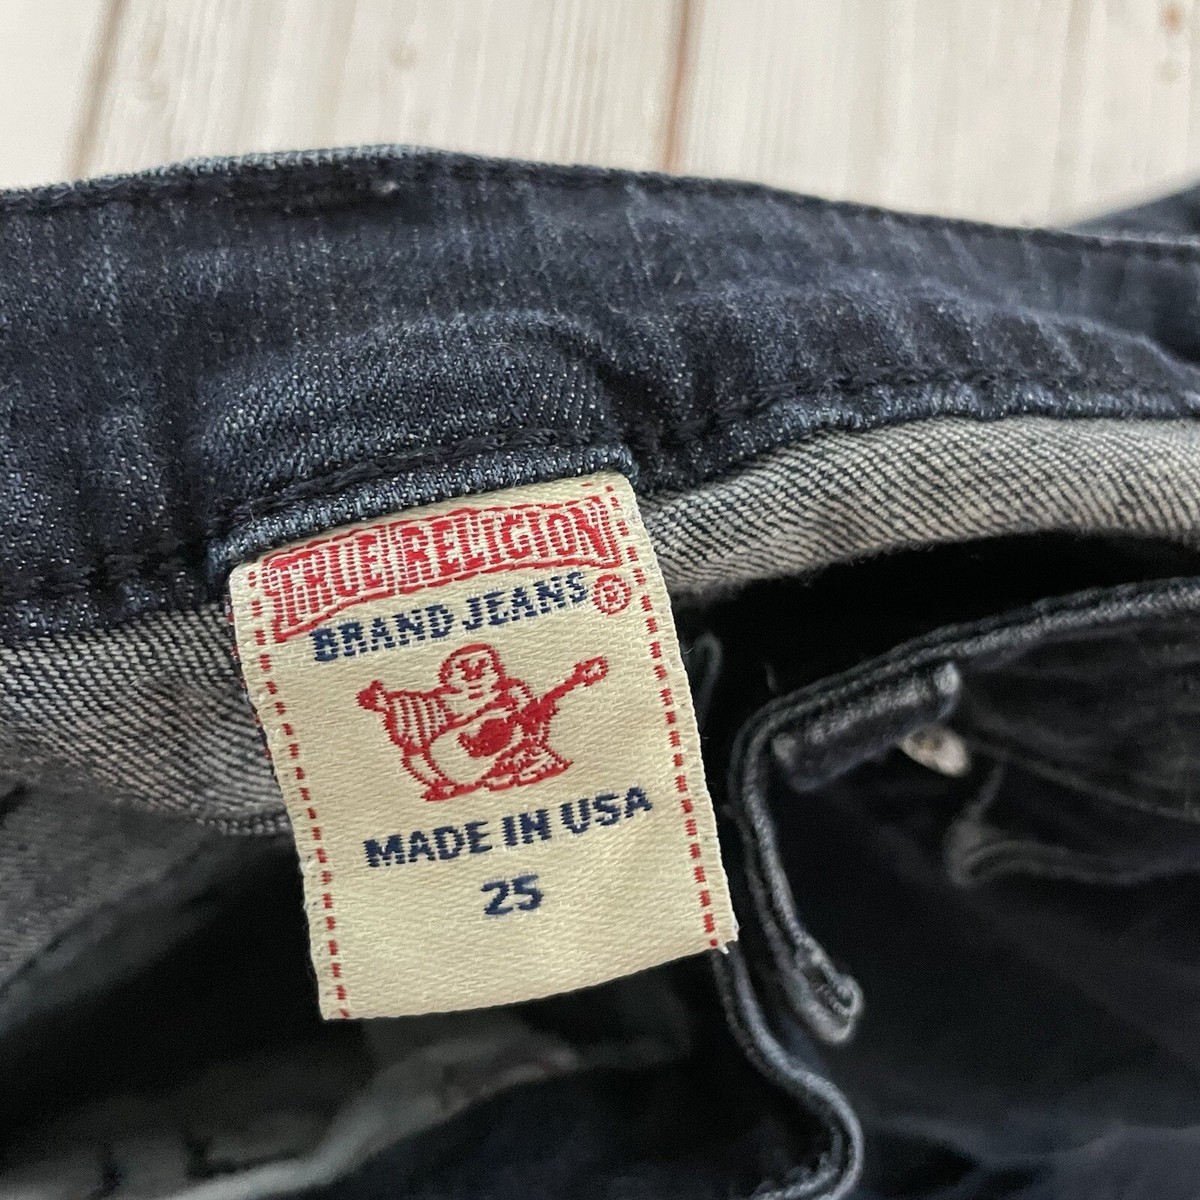 TRUE RELIGION
BRAND JEANS ®
MADE IN USA
25